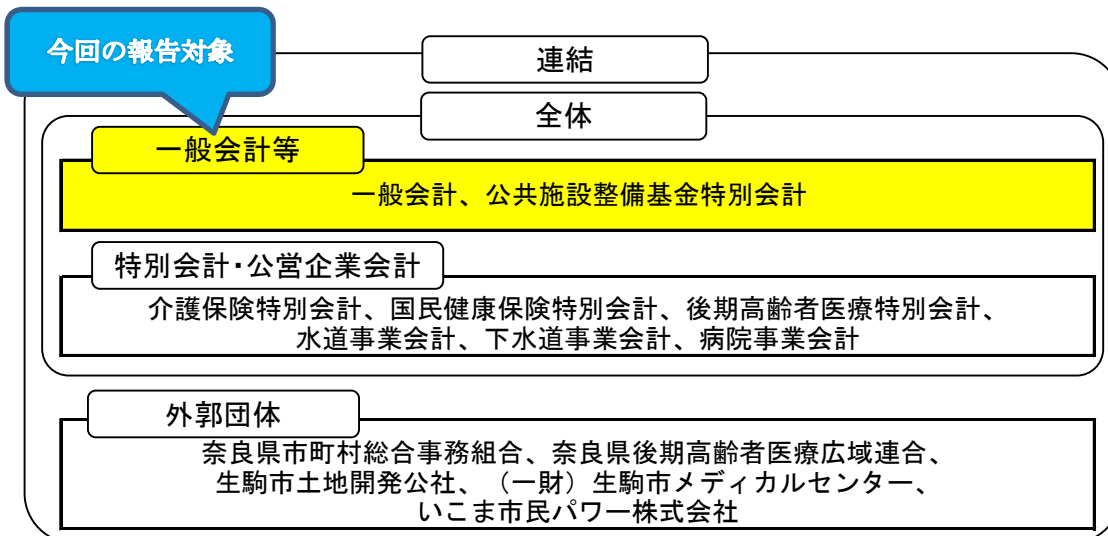 今回の報告対象
連結
全体
一般会計等
一般会計、公共施設整備基金特別会計
特別会計・公営企業会計
介護保険特別会計、国民健康保険特別会計、後期高齢者医療特別会計、
水道事業会計、下水道事業会計、病院事業会計
外郭団体
奈良県市町村総合事務組合、奈良県後期高齢者医療広域連合、
生駒市土地開発公社、（一財）生駒市メディカルセンター、
いこま市民パワー株式会社